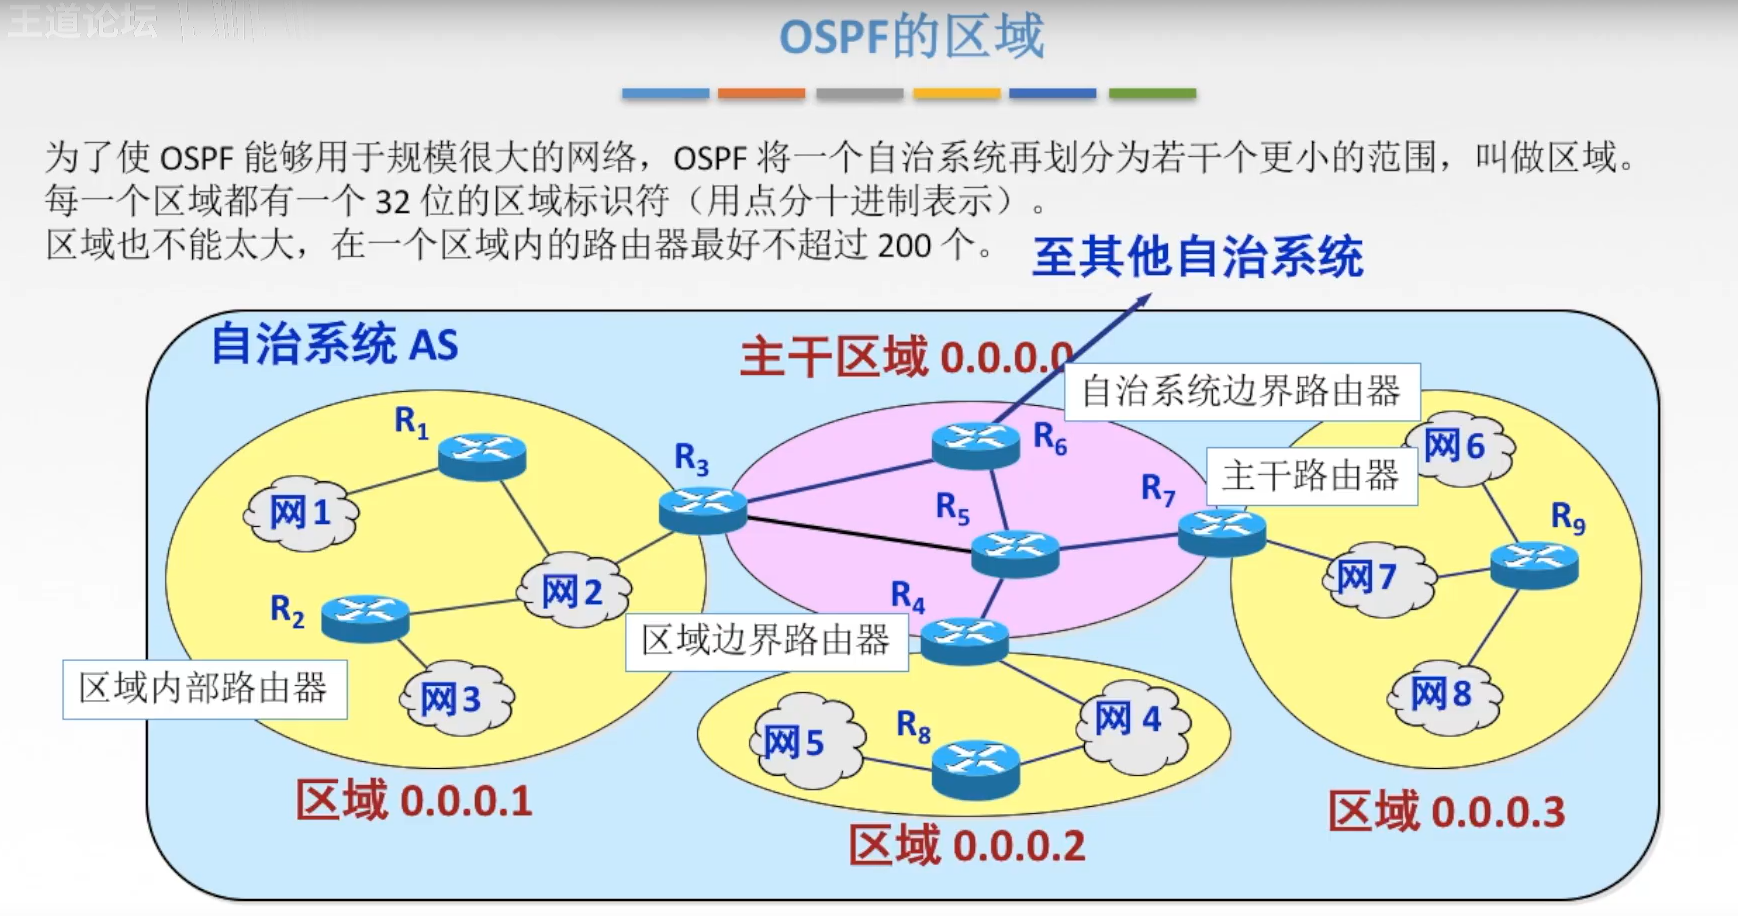 王道论坛
OSPF的区域
为了使 OSPF 能够用于规模很大的网络，OSPF 将一个自治系统再划分为若干个更小的范围，叫做区域。
每一个区域都有一个 32 位的区域标识符（用点分十进制表示）。
区域也不能太大，在一个区域内的路由器最好不超过 200 个。
至其他自治系统
自治系统 AS
主干区域 0.0.0.0
自治系统边界路由器
R1
R3
R6
网6
主干路由器
R7
R5
网1
R9
网2
网7
R4
R2
区域边界路由器
区域内部路由器
网3
网8
R8
网4
网5
区域 0.0.0.1
区域 0.0.0.2
区域 0.0.0.3